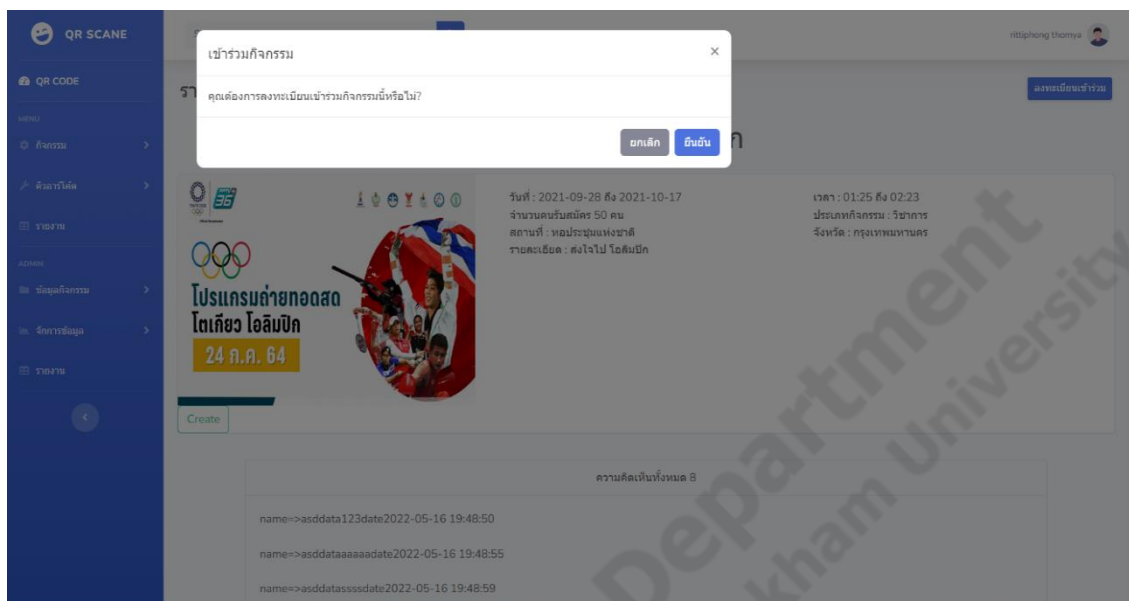 QR SCANE
rittiphong thomya
QR CODE
MENU
กิจกรรม
คิวอาร์โค้ด
รายงาน
ADMIN
ข้อมูลกิจกรรม
จักการช้อมูล
รายงาน
เข้าร่วมกิจกรรม
×
คุณต้องการลงทะเบียนเข้าร่วมกิจกรรมนี้หรือไม่?
ยกเลิก
ยืนยัน
ลงทะเบียนเข้าร่วม
โปรแกรมถ่ายทอดสด
โตเกียว โอลิมปิก
24 ก.ค. 64
วันที่ : 2021-09-28 ถึง 2021-10-17
จำนวนคนรับสมัคร 50 คน
สถานที่ : หอประชุมแห่งชาติ
รายละเอียด : ส่งใจไป โอลิมปิก
เวลา : 01:25 ถึง 02:23
ประเภทกิจกรรม : วิชาการ
จังหวัด : กรุงเทพมหานคร
Create
ความคิดเห็นทั้งหมด 8
name=>asddata123date2022-05-16 19:48:50
name=>asddataaaaaadate2022-05-16 19:48:55
name=>asddatassssdate2022-05-16 19:48:59
Department
University